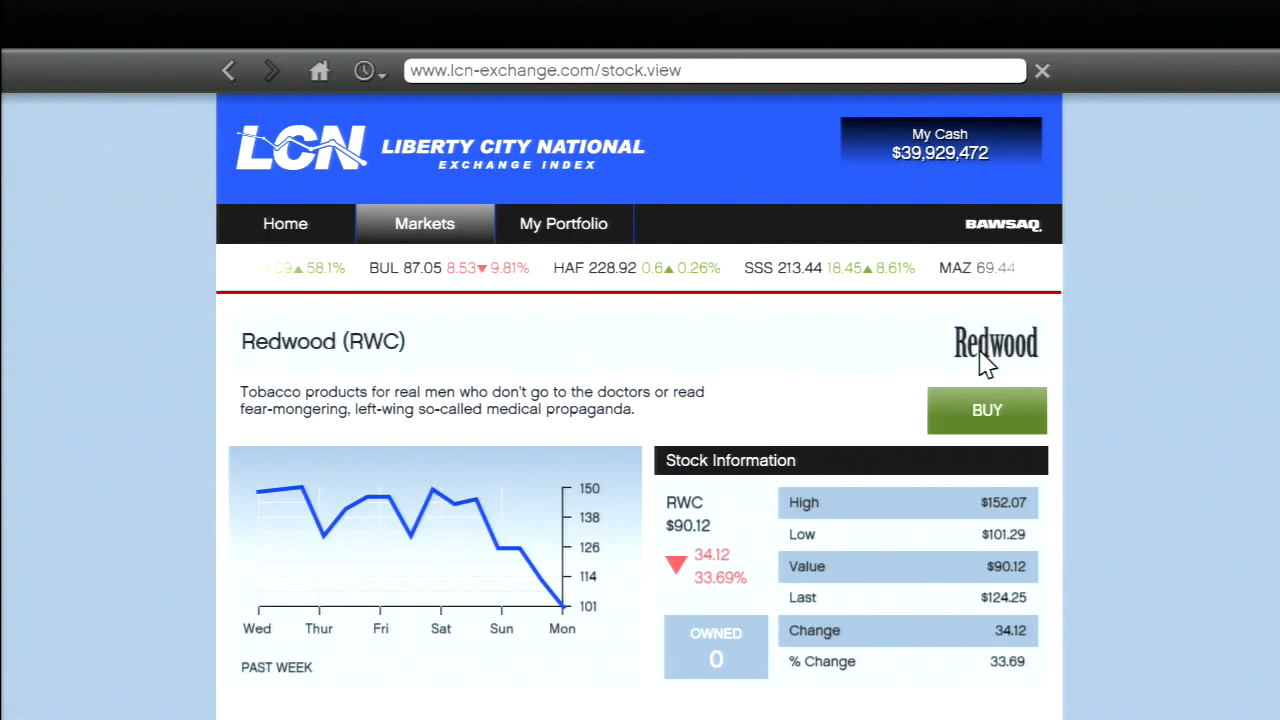 www.lcn-exchange.com/stock.view
LCN LIBERTY CITY NATIONAL
EXCHANGE INDEX
My Cash
$39,929,472
Home Markets My Portfolio BAWSAQ
09▲58.1% BUL 87.05 8.53▼9.81% HAF 228.92 0.6▲0.26% SSS 213.44 18.45▲8.61% MAZ 69.44
Redwood (RWC)
Redwood
Tobacco products for real men who don't go to the doctors or read
fear-mongering, left-wing so-called medical propaganda.
BUY
150
138
126
114
101
Wed Thur Fri Sat Sun Mon
PAST WEEK
Stock Information
RWC
$90.12
▼ 34.12
33.69%
OWNED
0
High $152.07
Low $101.29
Value $90.12
Last $124.25
Change 34.12
% Change 33.69